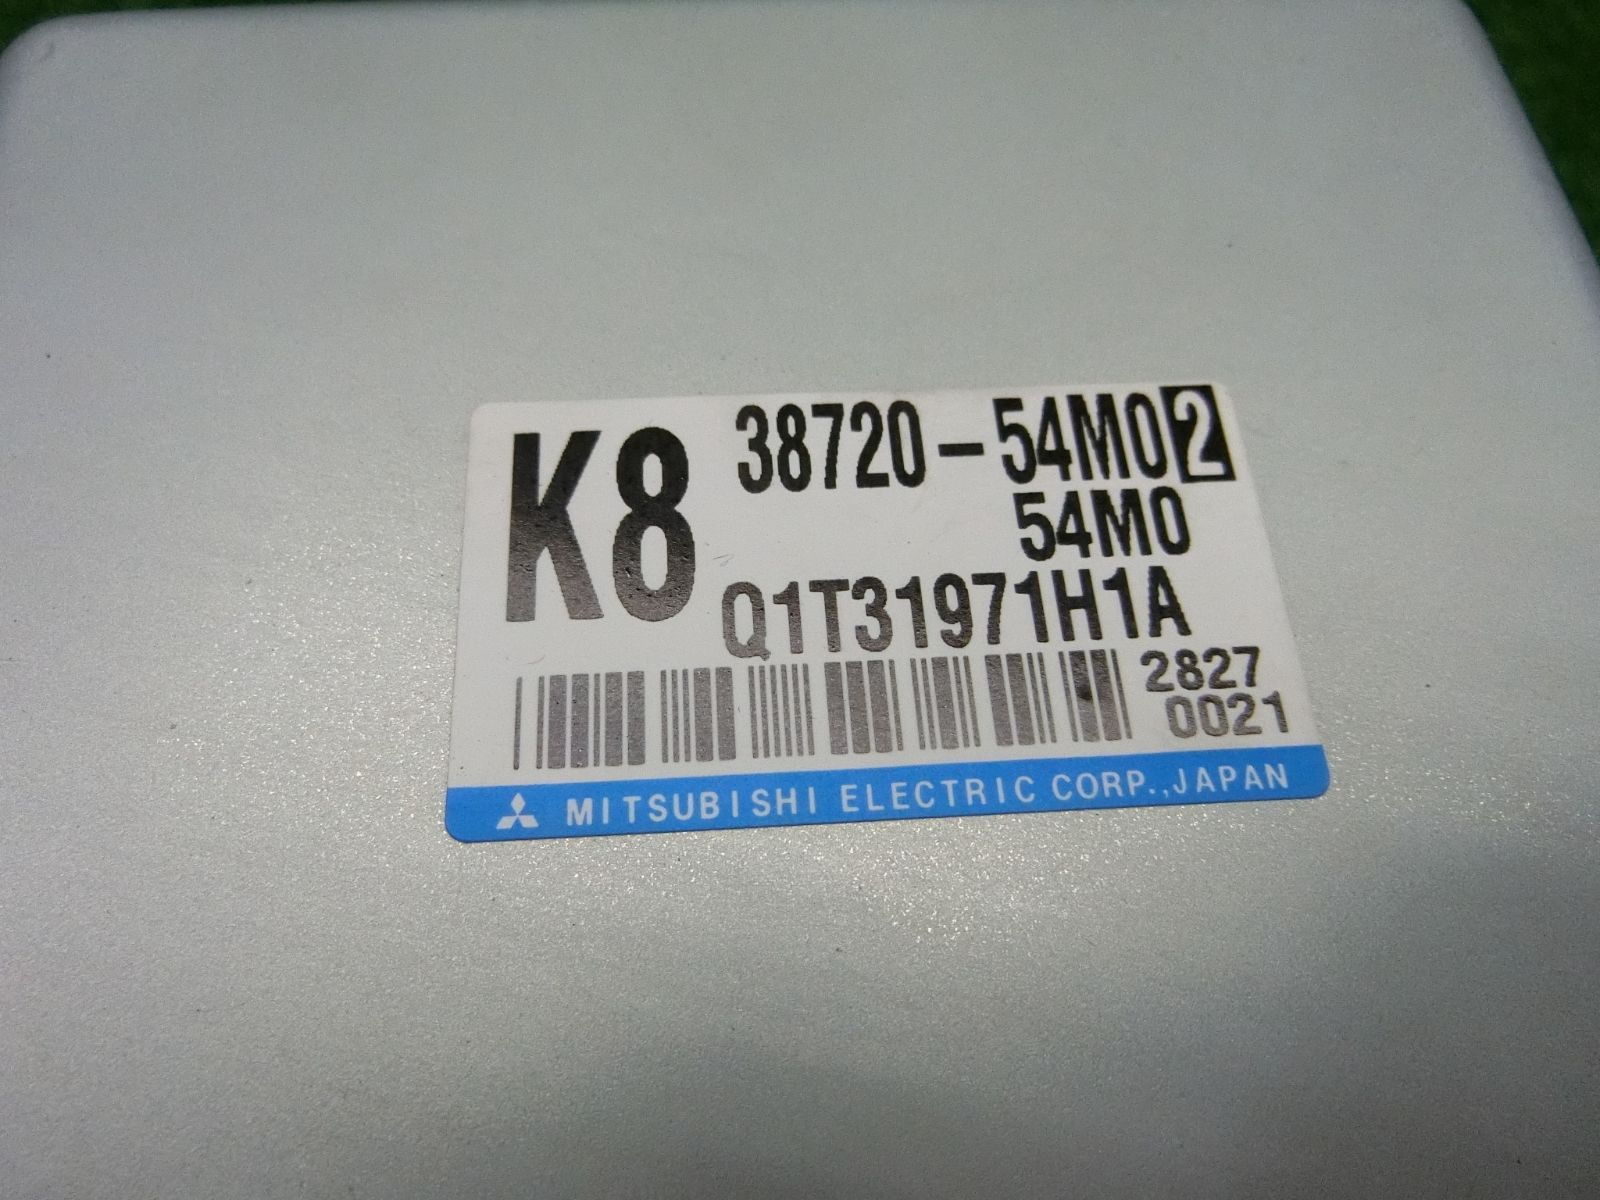 K8 38720-54M02
54M0
Q1T31971H1A
2827
0021
MITSUBISHI ELECTRIC CORP.,JAPAN